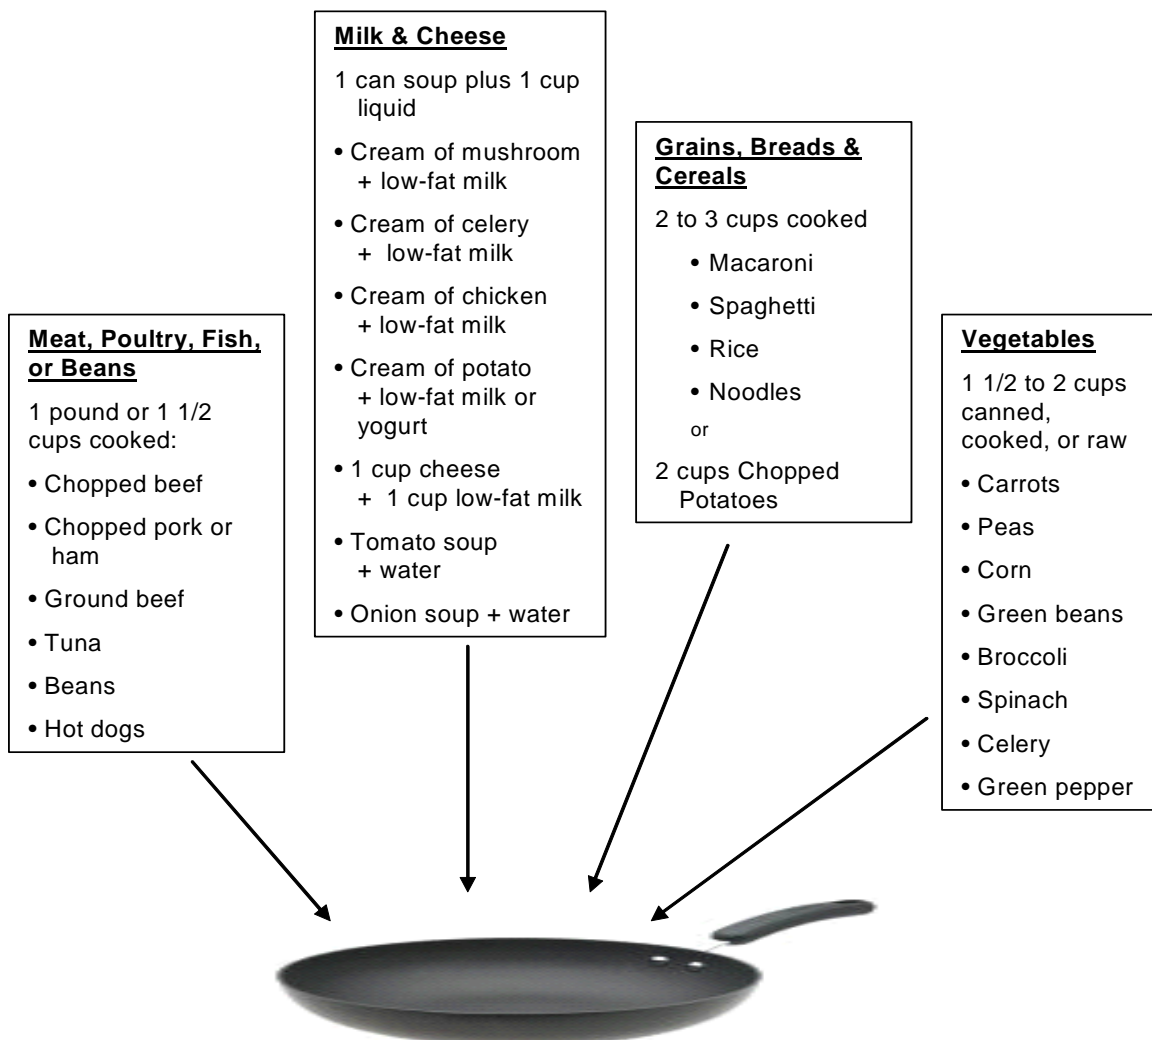 Milk & Cheese
1 can soup plus 1 cup
liquid
• Cream of mushroom
+ low-fat milk
• Cream of celery
+ low-fat milk
• Cream of chicken
+ low-fat milk
• Cream of potato
+ low-fat milk or
yogurt
• 1 cup cheese
+ 1 cup low-fat milk
• Tomato soup
+ water
• Onion soup + water
Grains, Breads &
Cereals
2 to 3 cups cooked
• Macaroni
• Spaghetti
• Rice
• Noodles
or
2 cups Chopped
Potatoes
Meat, Poultry, Fish,
or Beans
1 pound or 1 1/2
cups cooked:
• Chopped beef
• Chopped pork or
ham
• Ground beef
• Tuna
• Beans
• Hot dogs
Vegetables
1 1/2 to 2 cups
canned,
cooked, or raw
• Carrots
• Peas
• Corn
• Green beans
• Broccoli
• Spinach
• Celery
• Green pepper